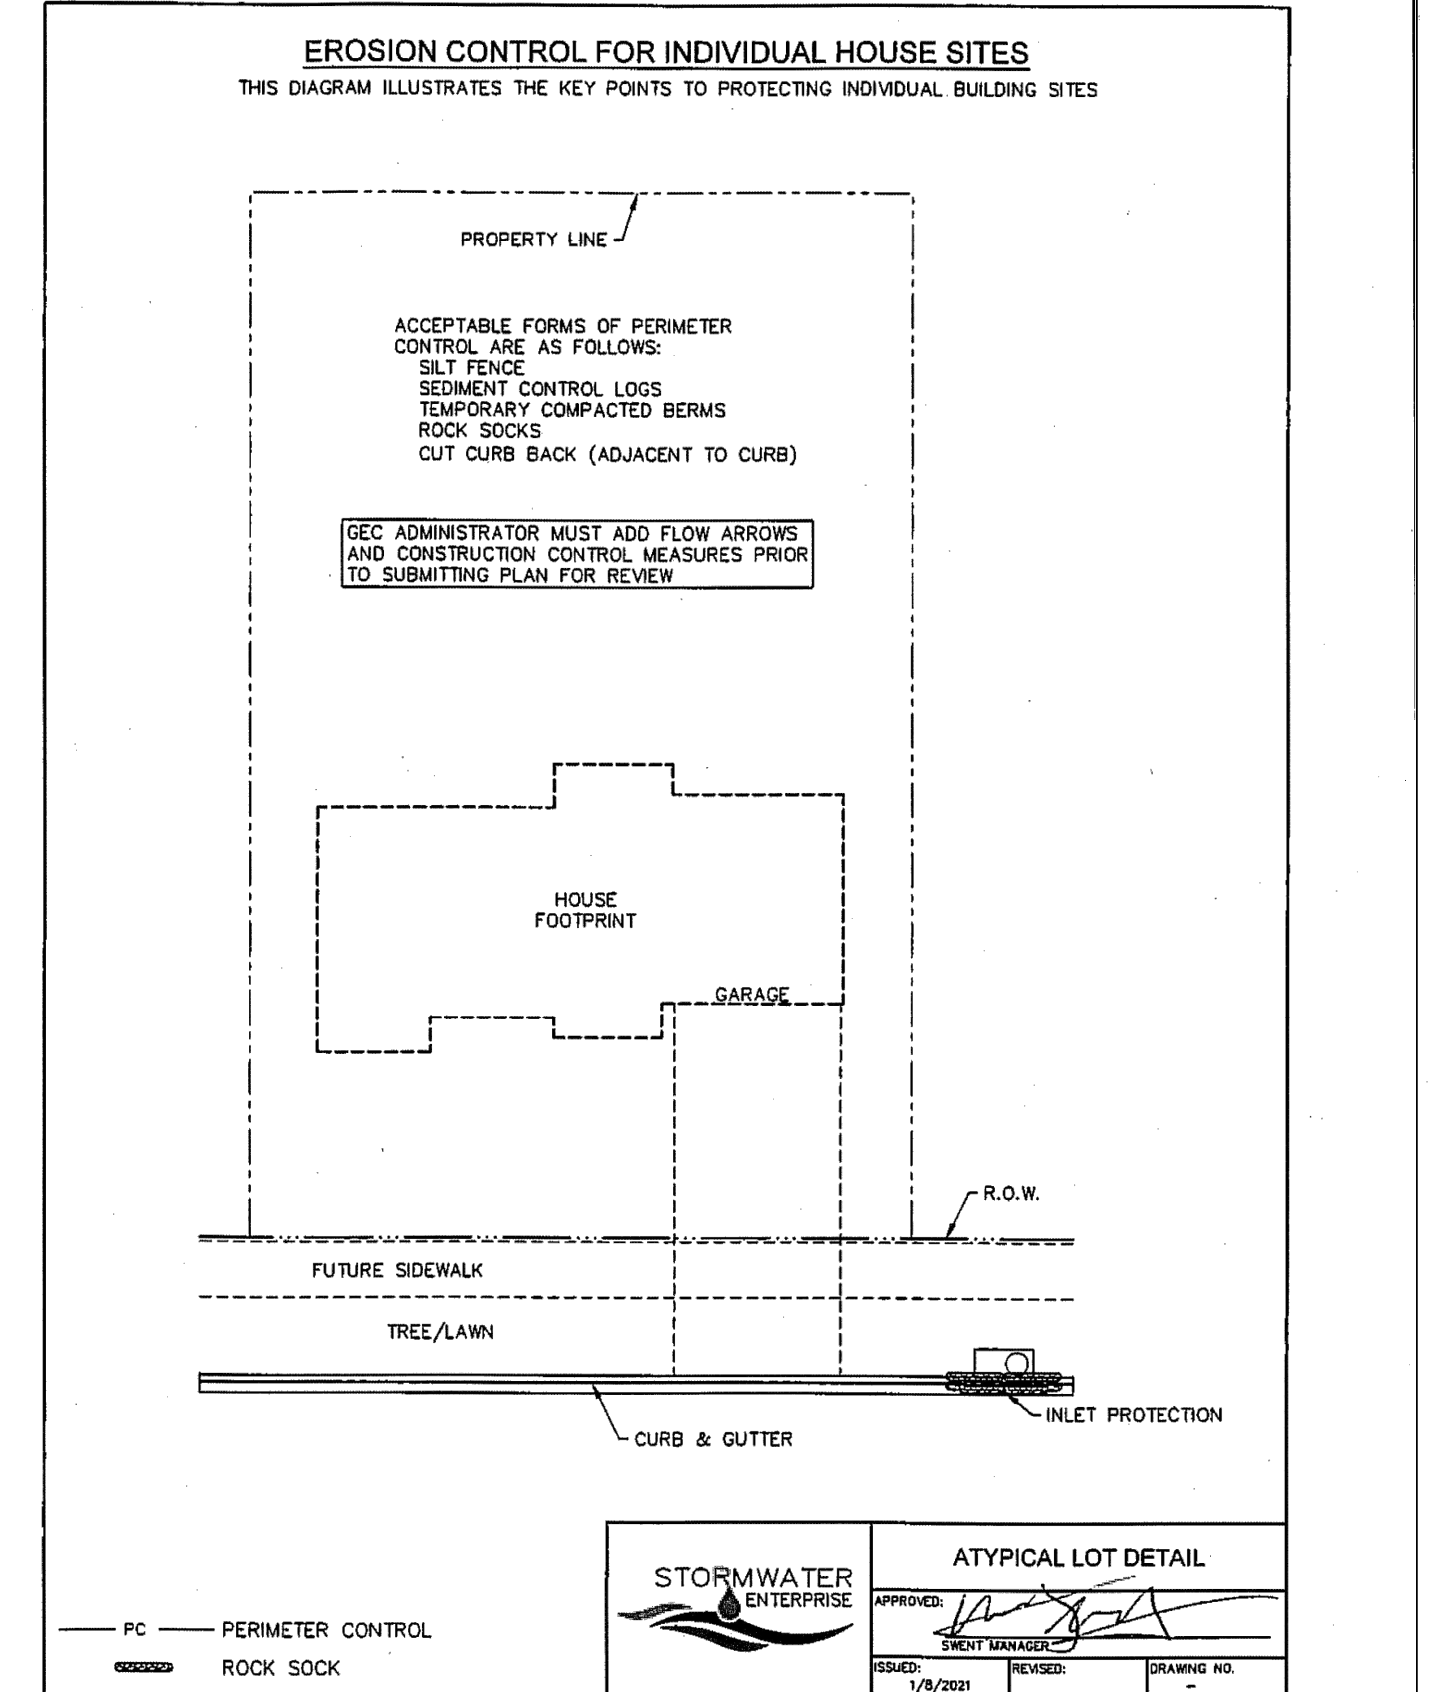 EROSION CONTROL FOR INDIVIDUAL HOUSE SITES
THIS DIAGRAM ILLUSTRATES THE KEY POINTS TO PROTECTING INDIVIDUAL BUILDING SITES
PROPERTY LINE
ACCEPTABLE FORMS OF PERIMETER
CONTROL ARE AS FOLLOWS:
SILT FENCE
SEDIMENT CONTROL LOGS
TEMPORARY COMPACTED BERMS
ROCK SOCKS
CUT CURB BACK (ADJACENT TO CURB)
GEC ADMINISTRATOR MUST ADD FLOW ARROWS
AND CONSTRUCTION CONTROL MEASURES PRIOR
TO SUBMITTING PLAN FOR REVIEW
HOUSE
FOOTPRINT
GARAGE
R.O.W.
FUTURE SIDEWALK
TREE/LAWN
INLET PROTECTION
CURB & GUTTER
PC PERIMETER CONTROL
ROCK SOCK
STORMWATER
ENTERPRISE
ATYPICAL LOT DETAIL
APPROVED:
SWENT MANAGER
ISSUED:
1/8/2021
REVISED:
DRAWING NO.
-